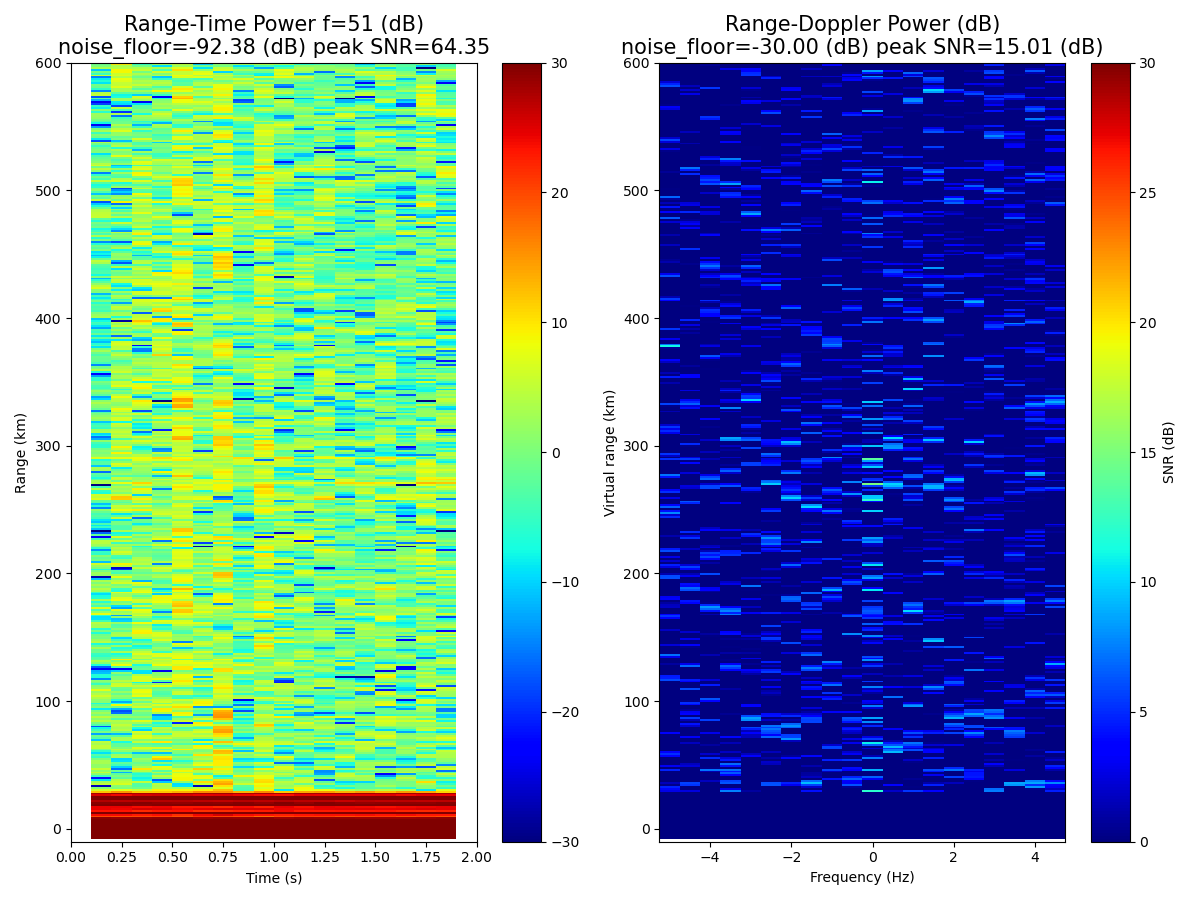 Range-Time Power f=51 (dB)
noise_floor=-92.38 (dB) peak SNR=64.35
600
500
400
300
200
100
0
Range (km)
0.00 0.25 0.50 0.75 1.00 1.25 1.50 1.75 2.00
Time (s)
30
20
10
0
−10
−20
−30
Range-Doppler Power (dB)
noise_floor=-30.00 (dB) peak SNR=15.01 (dB)
600
500
400
300
200
100
0
Virtual range (km)
−4 −2 0 2 4
Frequency (Hz)
30
25
20
15
10
5
0
SNR (dB)